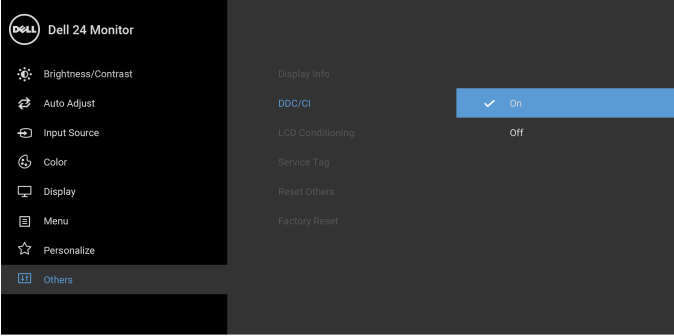 DELL
Dell 24 Monitor
Brightness/Contrast
Auto Adjust
Input Source
Color
Display
Menu
Personalize
Others
Display Info
DDC/CI
LCD Conditioning
Service Tag
Reset Others
Factory Reset
On
Off